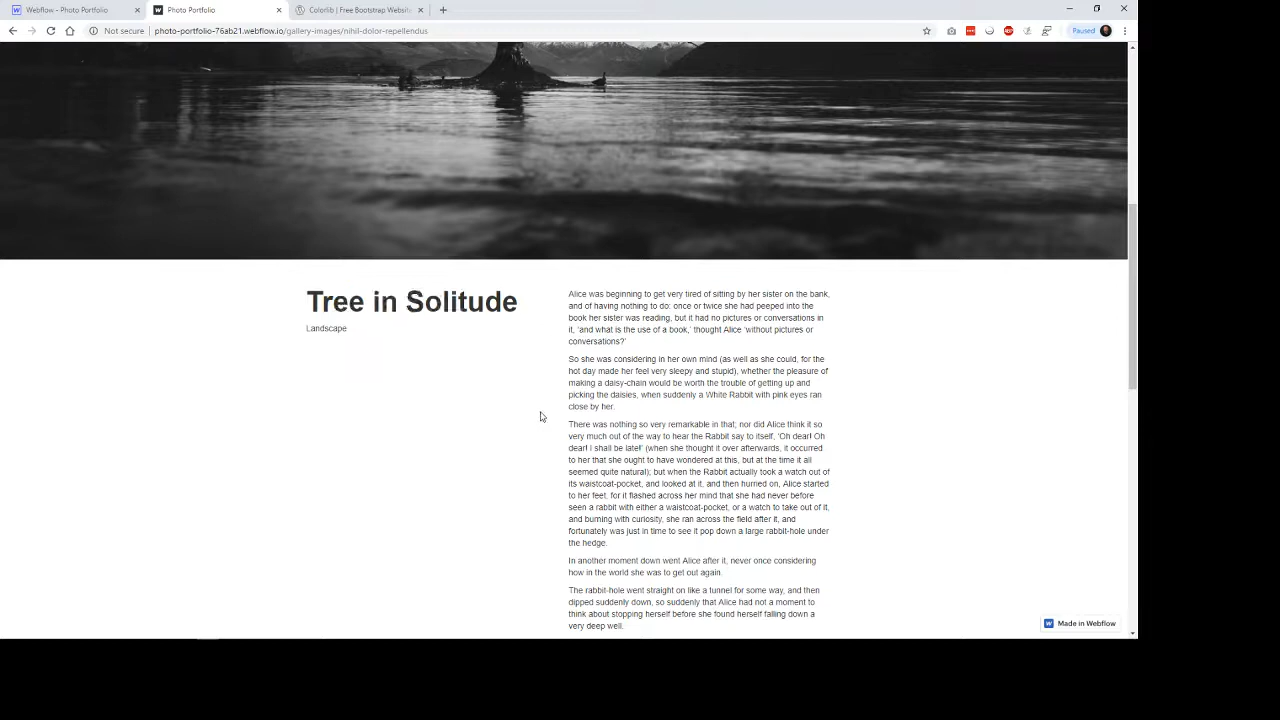 Webflow - Photo Portfolio
Photo Portfolio
Colorlib | Free Bootstrap Websit
Not secure
photo-portfolio-76ab21.webflow.io/gallery-images/nihil-dolor-repellendus
Paused
Tree in Solitude
Landscape
Alice was beginning to get very tired of sitting by her sister on the bank,
and of having nothing to do: once or twice she had peeped into the
book her sister was reading, but it had no pictures or conversations in
it, 'and what is the use of a book,' thought Alice 'without pictures or
conversations?'
So she was considering in her own mind (as well as she could, for the
hot day made her feel very sleepy and stupid), whether the pleasure of
making a daisy-chain would be worth the trouble of getting up and
picking the daisies, when suddenly a White Rabbit with pink eyes ran
close by her.
There was nothing so very remarkable in that; nor did Alice think it so
very much out of the way to hear the Rabbit say to itself, 'Oh dear! Oh
dear! I shall be late!' (when she thought it over afterwards, it occurred
to her that she ought to have wondered at this, but at the time it all
seemed quite natural); but when the Rabbit actually took a watch out of
its waistcoat-pocket, and looked at it, and then hurried on, Alice started
to her feet, for it flashed across her mind that she had never before
seen a rabbit with either a waistcoat-pocket, or a watch to take out of it,
and burning with curiosity, she ran across the field after it, and
fortunately was just in time to see it pop down a large rabbit-hole under
the hedge.
In another moment down went Alice after it, never once considering
how in the world she was to get out again.
The rabbit-hole went straight on like a tunnel for some way, and then
dipped suddenly down, so suddenly that Alice had not a moment to
think about stopping herself before she found herself falling down a
very deep well.
Made in Webflow